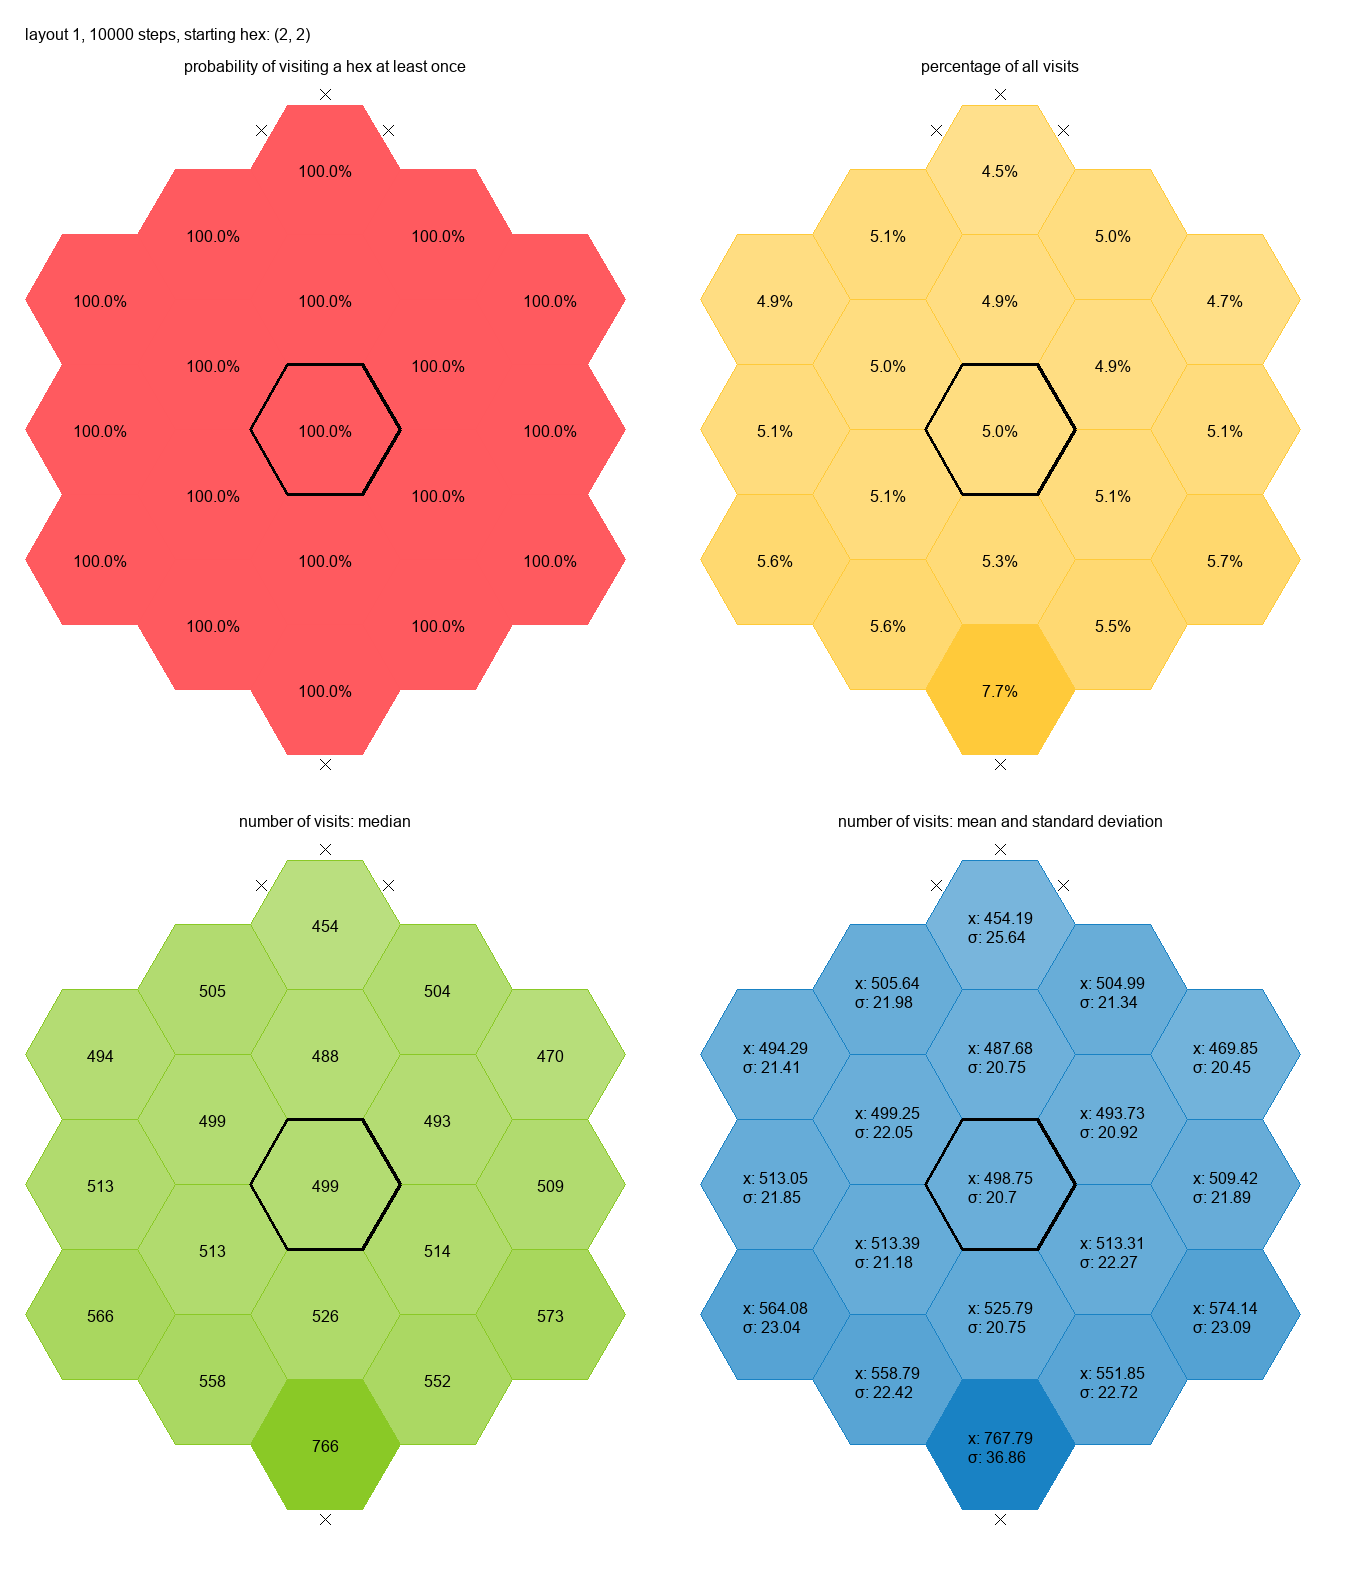 layout 1, 10000 steps, starting hex: (2, 2)
probability of visiting a hex at least once
100.0%
100.0% 100.0%
100.0% 100.0% 100.0%
100.0% 100.0%
100.0% 100.0% 100.0%
100.0% 100.0%
100.0% 100.0% 100.0%
100.0% 100.0%
100.0%
percentage of all visits
4.5%
5.1% 5.0%
4.9% 4.9% 4.7%
5.0% 4.9%
5.1% 5.0% 5.1%
5.1% 5.1%
5.6% 5.3% 5.7%
5.6% 5.5%
7.7%
number of visits: median
454
505 504
494 488 470
499 493
513 499 509
513 514
566 526 573
558 552
766
number of visits: mean and standard deviation
x: 454.19
σ: 25.64
x: 505.64 x: 504.99
σ: 21.98 σ: 21.34
x: 494.29 x: 487.68 x: 469.85
σ: 21.41 σ: 20.75 σ: 20.45
x: 499.25 x: 493.73
σ: 22.05 σ: 20.92
x: 513.05 x: 498.75 x: 509.42
σ: 21.85 σ: 20.7 σ: 21.89
x: 513.39 x: 513.31
σ: 21.18 σ: 22.27
x: 564.08 x: 525.79 x: 574.14
σ: 23.04 σ: 20.75 σ: 23.09
x: 558.79 x: 551.85
σ: 22.42 σ: 22.72
x: 767.79
σ: 36.86